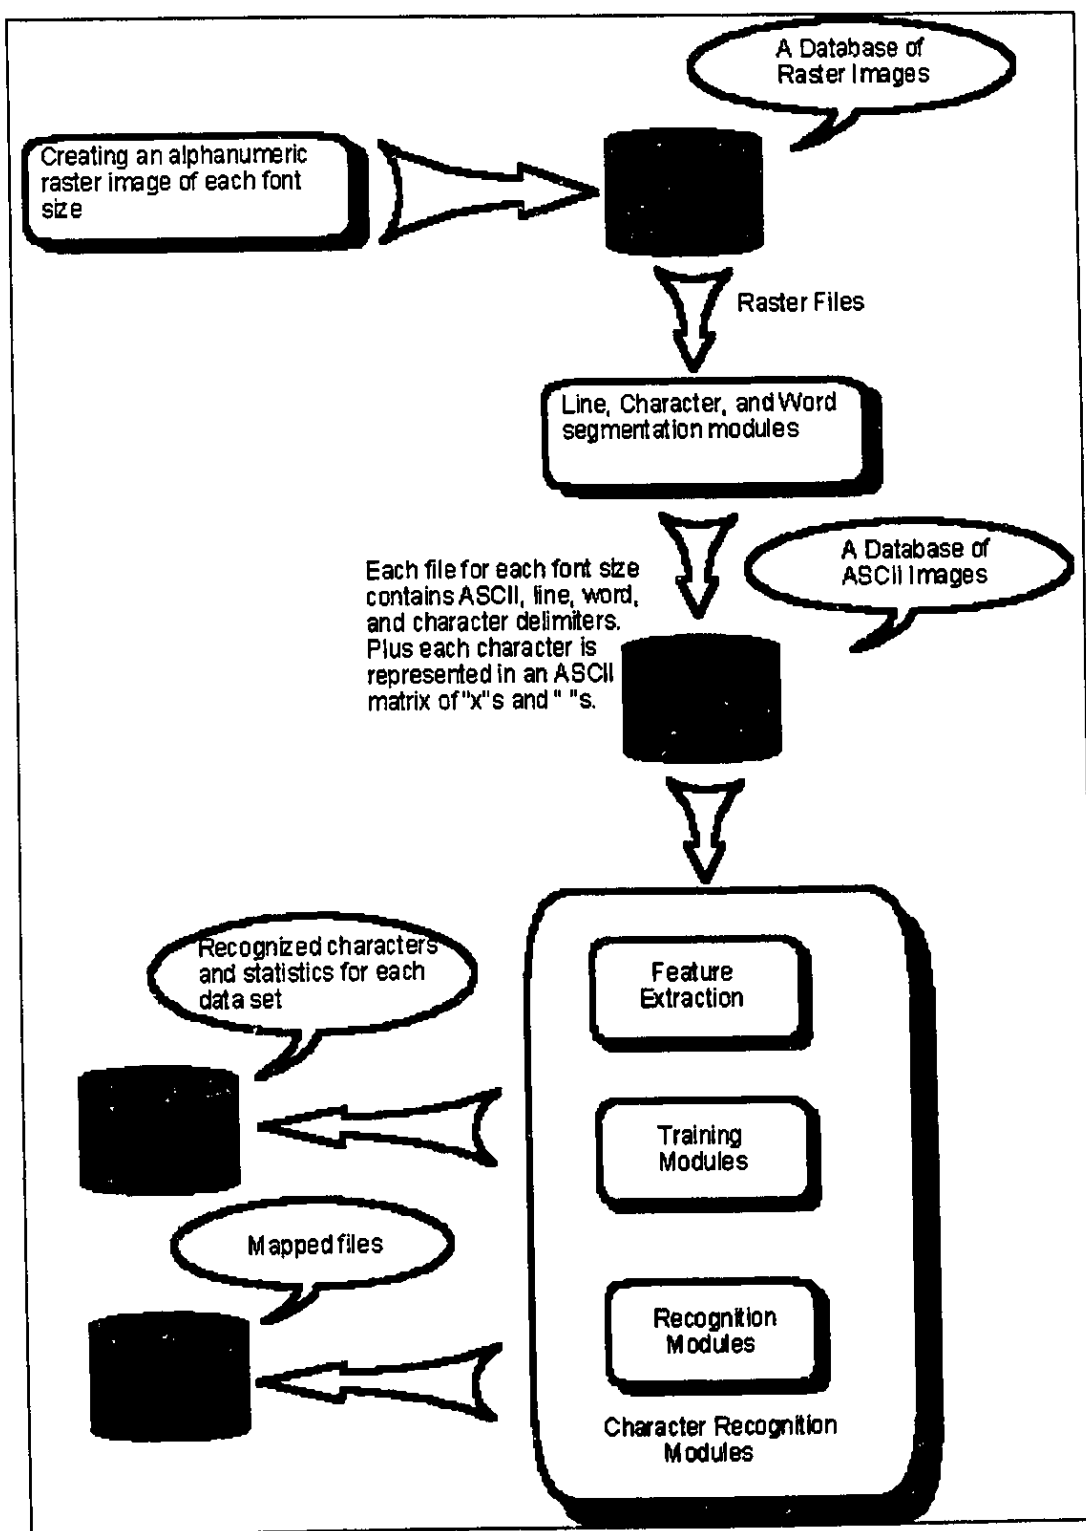 A Database of
Raster Images
Creating an alphanumeric
raster image of each font
size
Raster Files
Line, Character, and Word
segmentation modules
A Database of
ASCII Images
Each file for each font size
contains ASCII, line, word,
and character delimiters.
Plus each character is
represented in an ASCII
matrix of "x"s and " "s.
Recognized characters
and statistics for each
data set
Feature
Extraction
Training
Modules
Mapped files
Recognition
Modules
Character Recognition
Modules